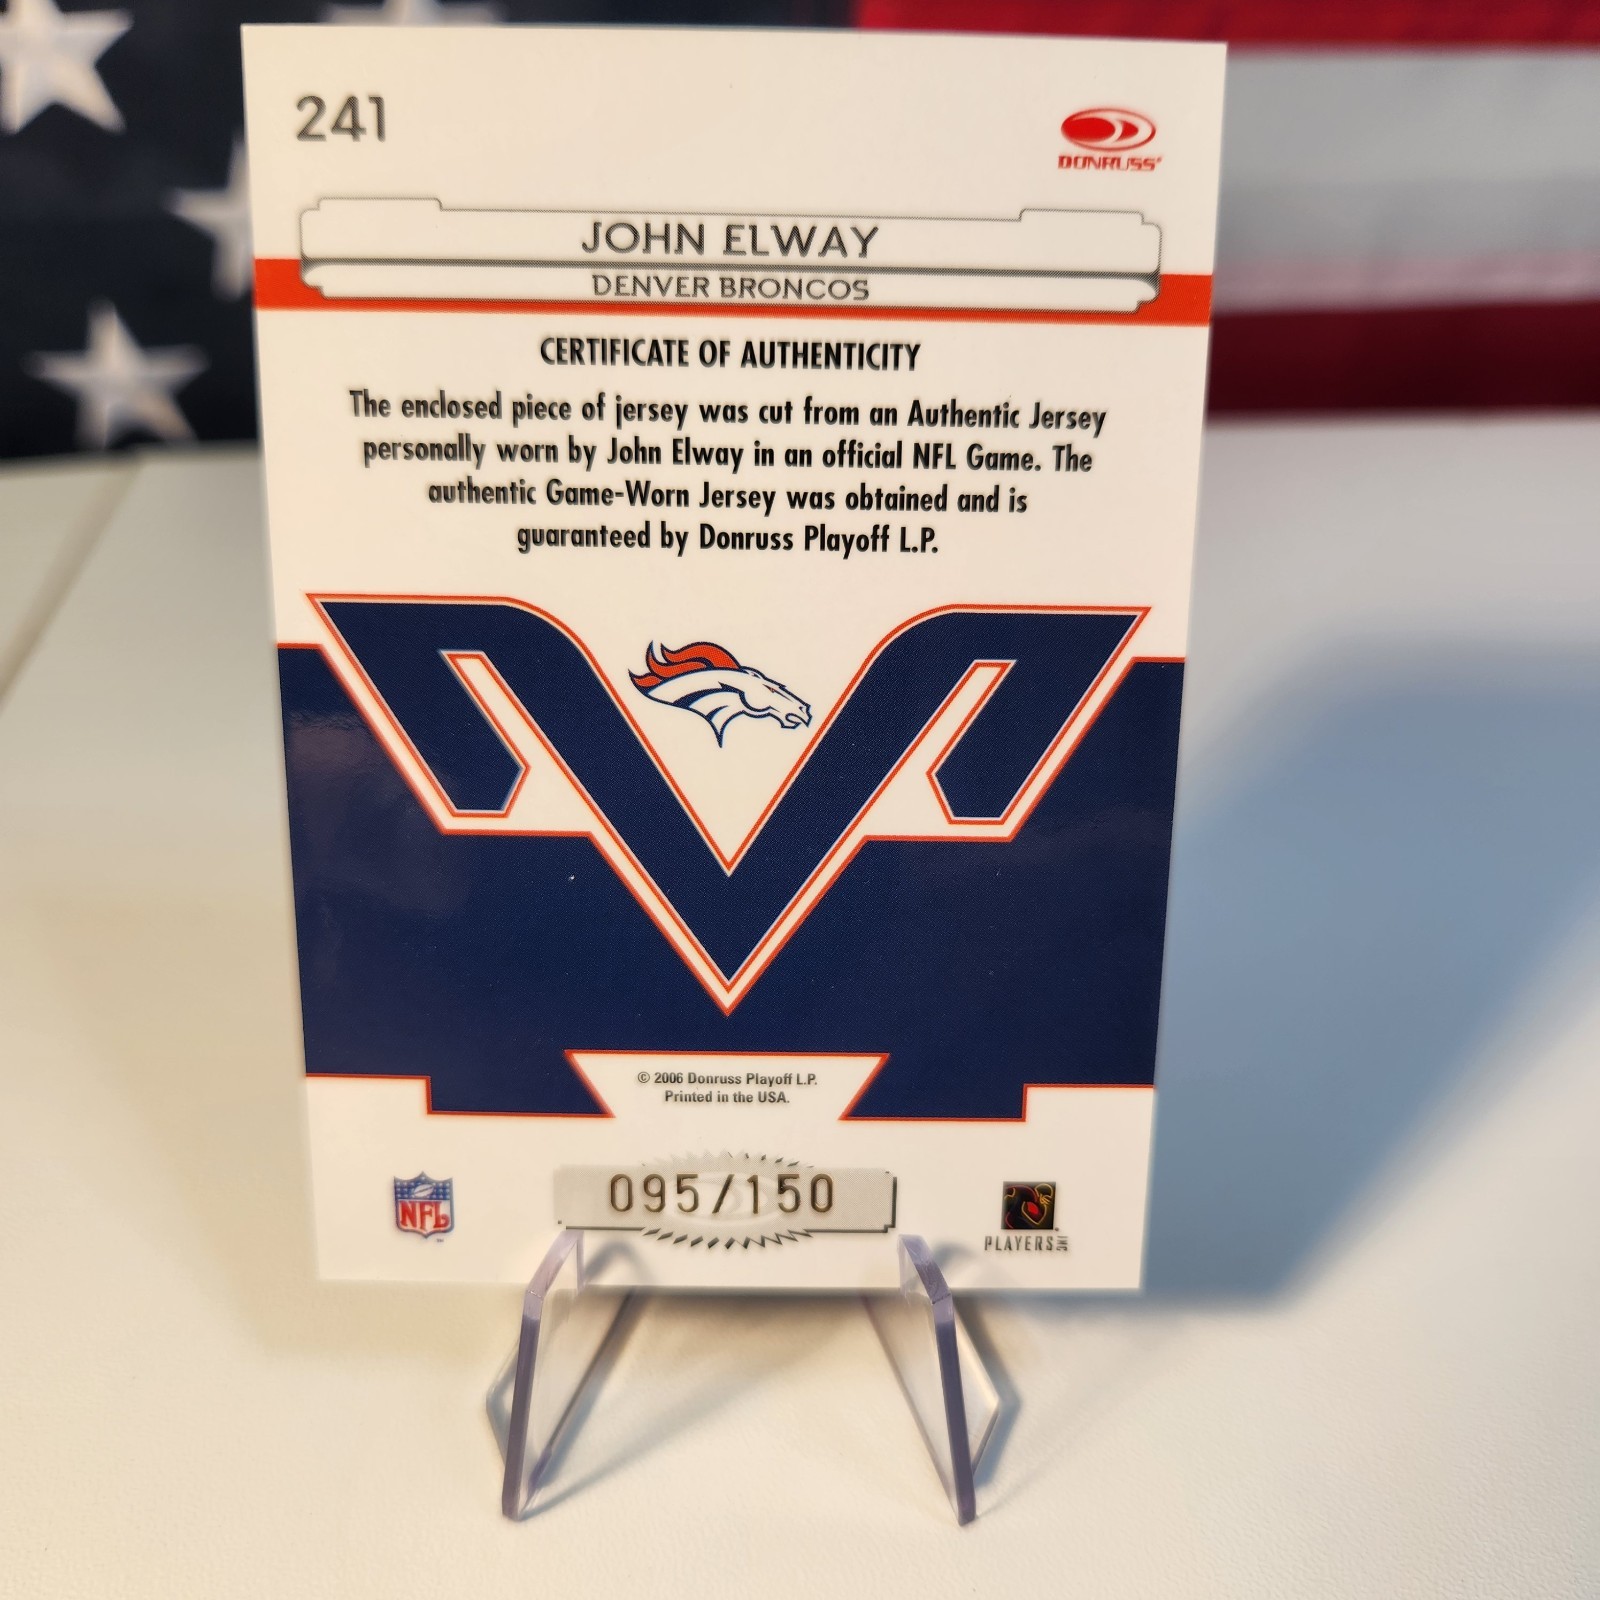 241
DONRUSS
JOHN ELWAY
DENVER BRONCOS
CERTIFICATE OF AUTHENTICITY
The enclosed piece of jersey was cut from an Authentic Jersey
personally worn by John Elway in an official NFL Game. The
authentic Game-Worn Jersey was obtained and is
guaranteed by Donruss Playoff L.P.
© 2006 Donruss Playoff L.P.
Printed in the USA.
095/150
NFL
PLAYERS INC